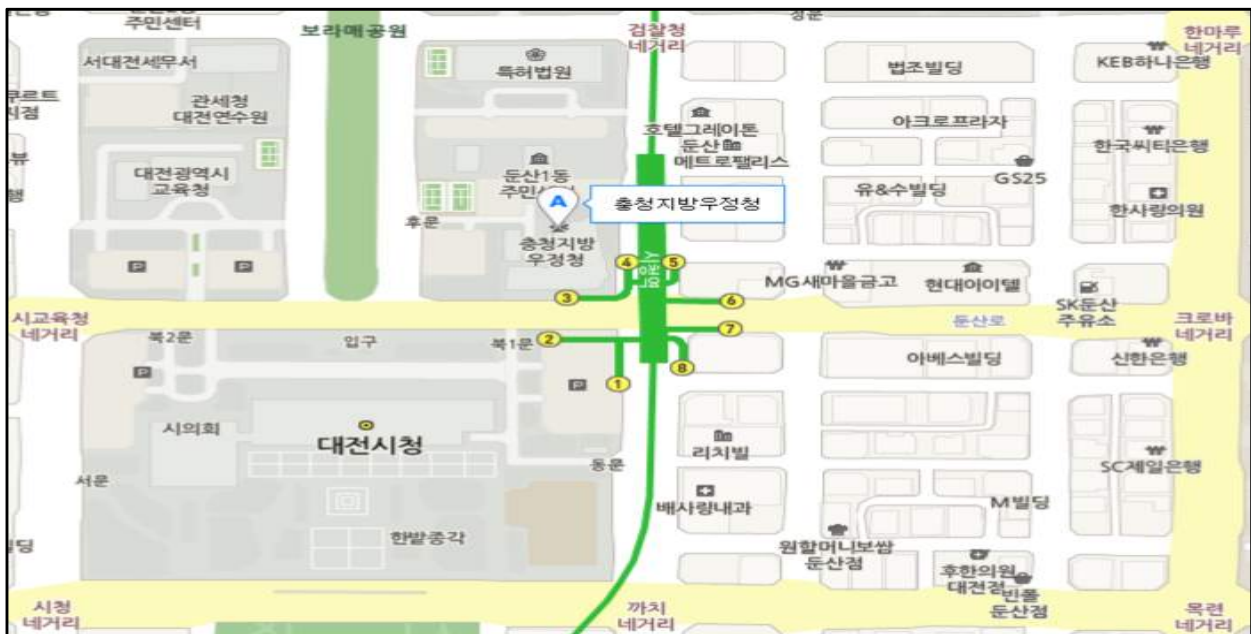 주민센터
보라매공원
검찰청
네거리
정문
한마루
네거리
서대전세무서
특허법원
법조빌딩
KEB하나은행
관세청
대전연수원
호텔그레이톤
둔산
메트로팰리스
아크로프라자
한국씨티은행
대전광역시
교육청
둔산1동
GS25
유&수빌딩
한사랑의원
A
충청지방우정청
후문
충청지방
우정청
P
P
4
5
3
6
MG새마을금고
현대아이텔
SK둔산
주유소
시교육청
네거리
둔산로
크로바
네거리
북2문
입구
북1문
2
7
8
1
아베스빌딩
신한은행
P
P
시의회
대전시청
리치빌
서문
동문
SC제일은행
배사랑내과
M빌딩
한밭종각
원할머니보쌈
둔산점
후한의원
대전점
빈폴
둔산점
시청
네거리
까치
네거리
목련
네거리